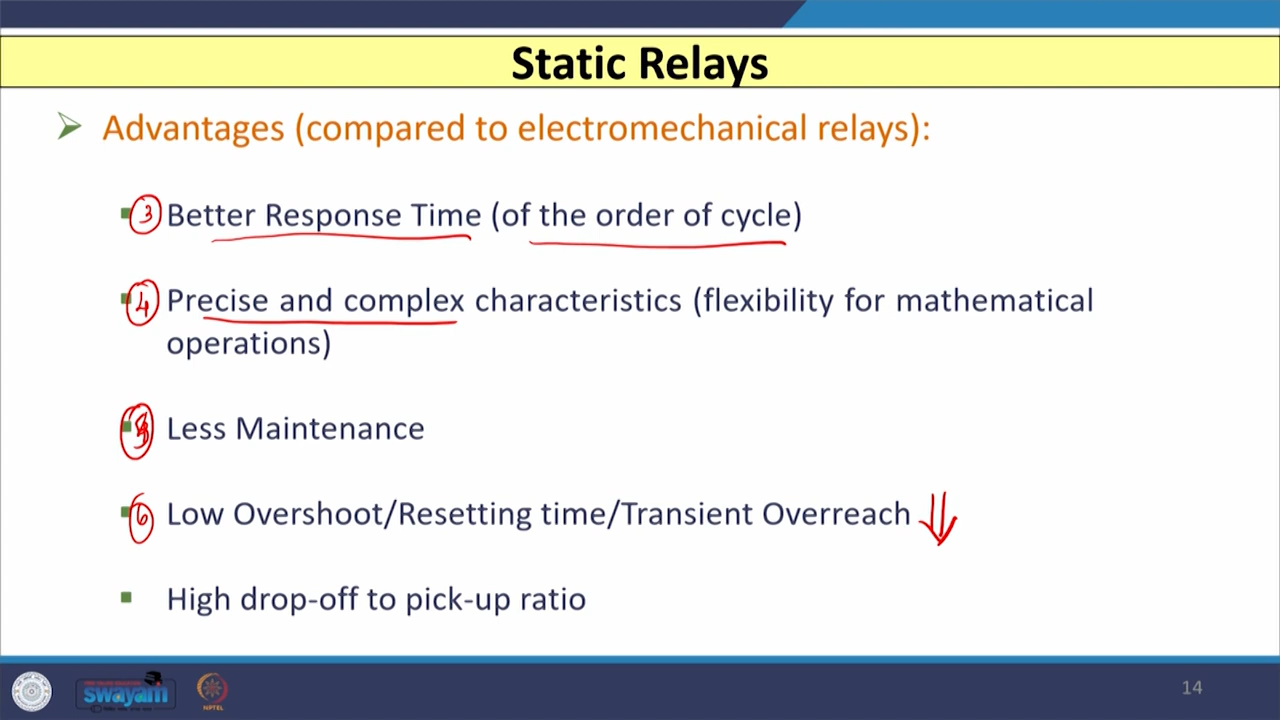 Static Relays
Advantages (compared to electromechanical relays):
3 Better Response Time (of the order of cycle)
4 Precise and complex characteristics (flexibility for mathematical
operations)
Less Maintenance
6 Low Overshoot/Resetting time/Transient Overreach
High drop-off to pick-up ratio
swayam
NPTEL
14